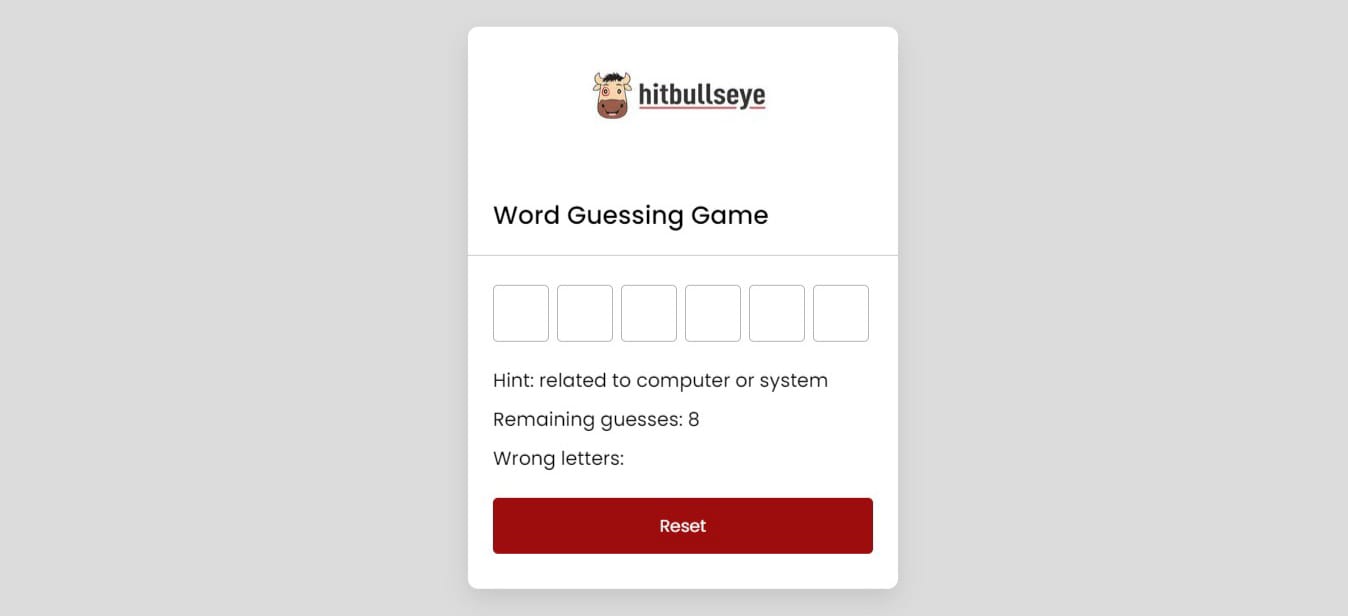 hitbullseye
Word Guessing Game
Hint: related to computer or system
Remaining guesses: 8
Wrong letters:
Reset